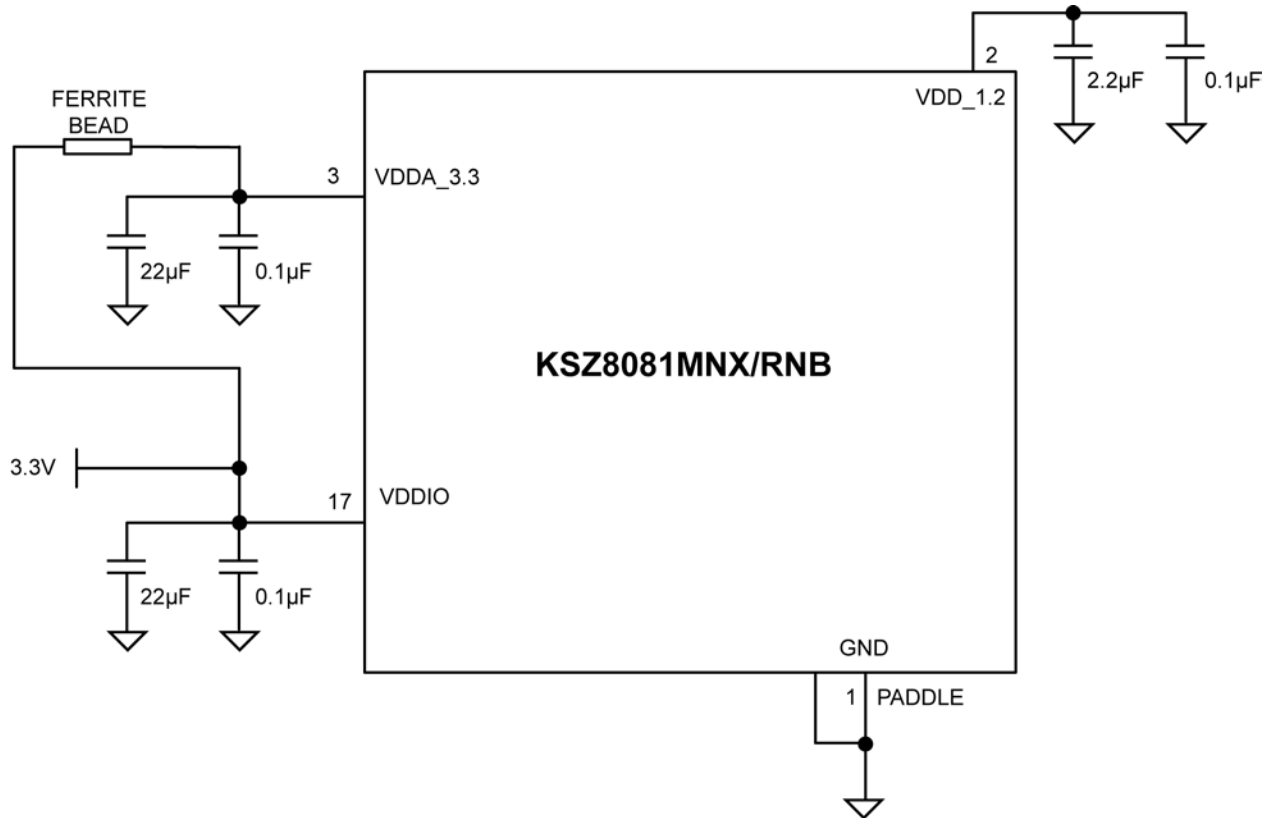 2
VDD_1.2
2.2µF
0.1µF
FERRITE
BEAD
3
VDDA_3.3
22µF
0.1µF
KSZ8081MNX/RNB
3.3V
17
VDDIO
22µF
0.1µF
GND
1
PADDLE